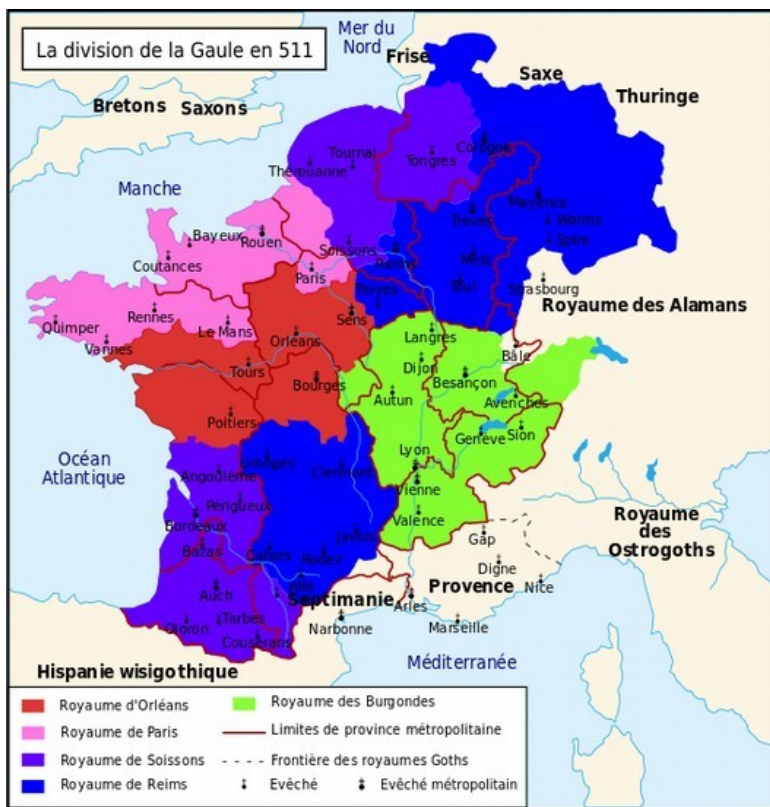 La division de la Gaule en 511
Mer du
Nord
Frise
Saxe
Thuringe
Bretons
Saxons
Manche
Tournai
Thérouanne
Tongres
Cologne
Mayence
Trèves
Worms
Spire
Bayeux
Rouen
Soissons
Reims
Metz
Coutances
Paris
Troyes
Toul
Strasbourg
Royaume des Alamans
Quimper
Rennes
Le Mans
Sens
Vannes
Orléans
Langres
Bâle
Tours
Dijon
Besançon
Bourges
Autun
Avenches
Poitiers
Genève
Sion
Océan
Atlantique
Angoulême
Limoges
Clermont
Lyon
Vienne
Périgueux
Bordeaux
Valence
Royaume
des
Ostrogoths
Bazas
Cahors
Rodez
Javols
Gap
Digne
Nice
Auch
Albi
Septimanie
Provence
Arles
Oloron
Tarbes
Couserans
Narbonne
Marseille
Hispanie wisigothique
Méditerranée
Royaume d'Orléans
Royaume des Burgondes
Royaume de Paris
Limites de province métropolitaine
Royaume de Soissons
Frontière des royaumes Goths
Royaume de Reims
Evêché
Evêché métropolitain